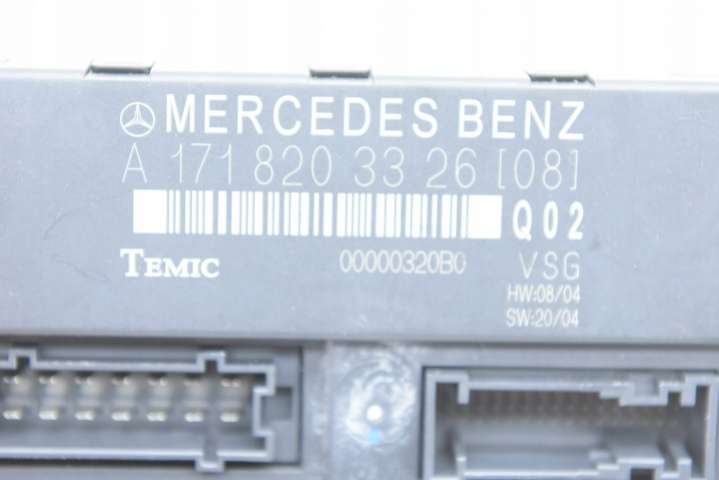 MERCEDES BENZ
A 171 820 33 26 [08]
Q02
TEMIC 00000320B0 VSG
HW:08/04
SW:20/04